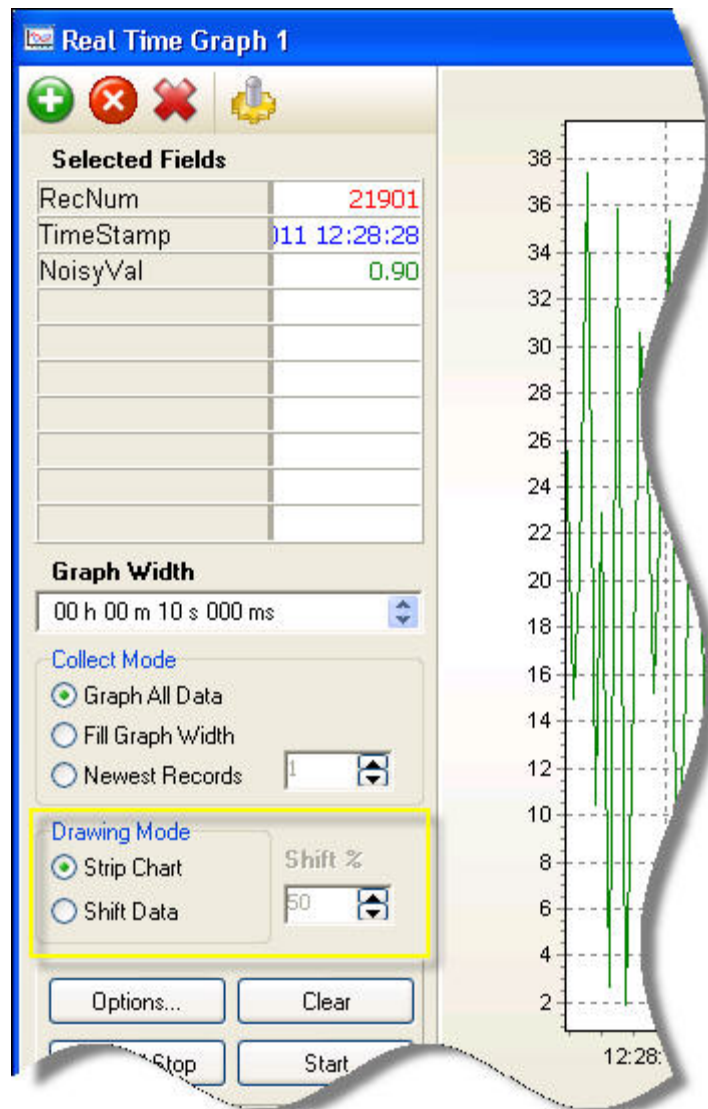 Real Time Graph 1
Selected Fields
RecNum 21901
TimeStamp 011 12:28:28
NoisyVal 0.90
Graph Width
00 h 00 m 10 s 000 ms
Collect Mode
Graph All Data
Fill Graph Width
Newest Records 1
Drawing Mode
Strip Chart
Shift %
Shift Data
50
Options...
Clear
Stop
Start
38
36
34
32
30
28
26
24
22
20
18
16
14
12
10
8
6
4
2
12:28: